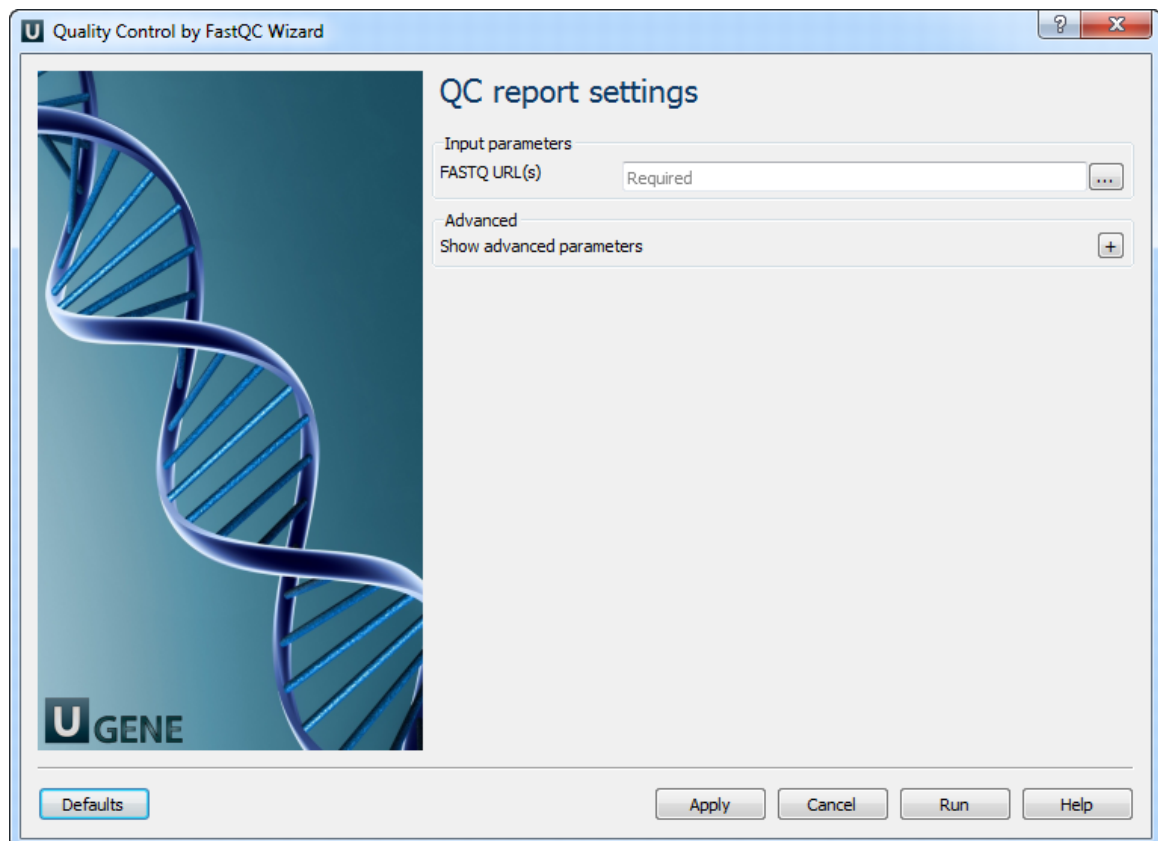 U Quality Control by FastQC Wizard ? X
QC report settings
Input parameters
FASTQ URL(s) Required ...
Advanced
Show advanced parameters +
U GENE
Defaults Apply Cancel Run Help